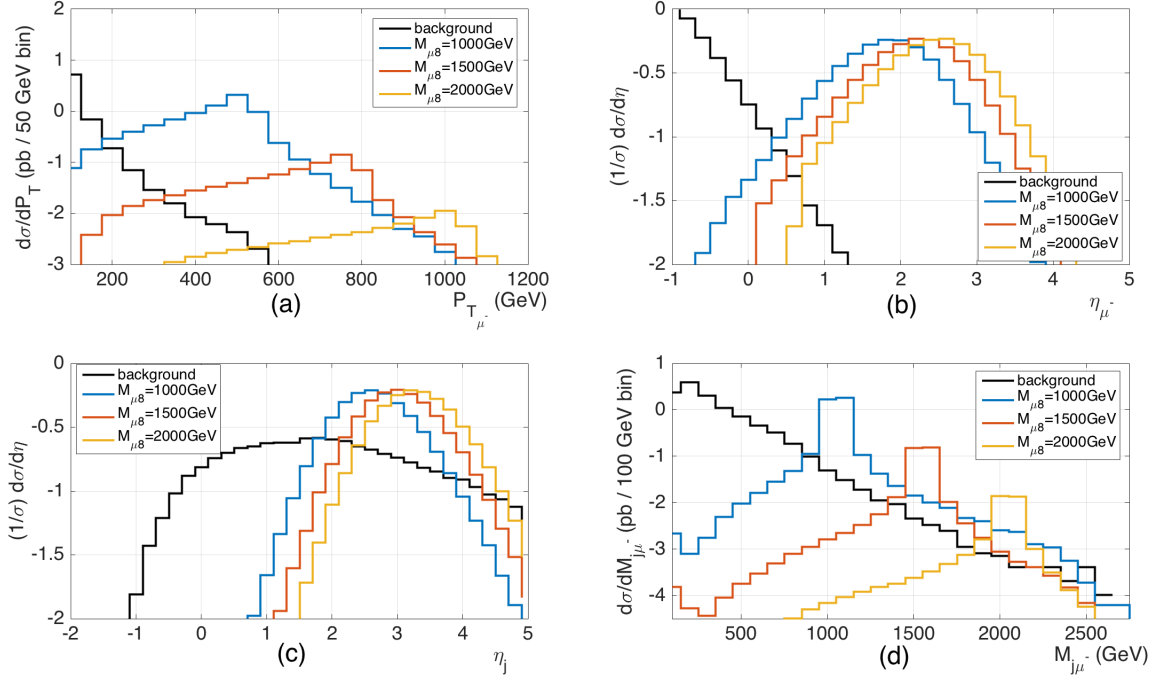 2
1
0
-1
-2
-3
dσ/dP_T (pb / 50 GeV bin)
background
M_μ8=1000GeV
M_μ8=1500GeV
M_μ8=2000GeV
200
400
600
800
1000
1200
(a)
P_T_μ- (GeV)
0
-0.5
-1
-1.5
-2
(1/σ) dσ/dη
background
M_μ8=1000GeV
M_μ8=1500GeV
M_μ8=2000GeV
-1
0
1
2
3
4
5
(b)
η_μ-
0
-0.5
-1
-1.5
-2
(1/σ) dσ/dη
background
M_μ8=1000GeV
M_μ8=1500GeV
M_μ8=2000GeV
-2
-1
0
1
2
3
4
5
(c)
η_j
1
0
-1
-2
-3
-4
dσ/dM_jμ- (pb / 100 GeV bin)
background
M_μ8=1000GeV
M_μ8=1500GeV
M_μ8=2000GeV
500
1000
1500
2000
2500
(d)
M_jμ- (GeV)